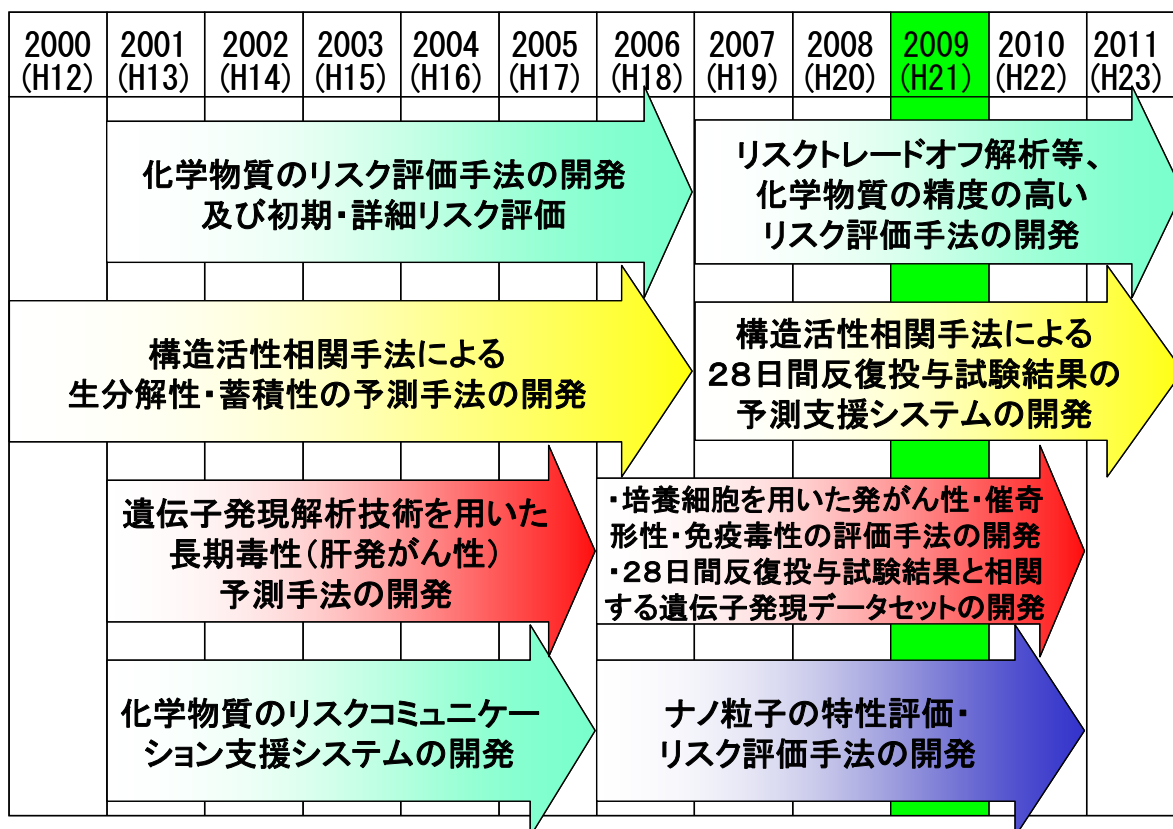 2000 2001 2002 2003 2004 2005 2006 2007 2008 2009 2010 2011
(H12) (H13) (H14) (H15) (H16) (H17) (H18) (H19) (H20) (H21) (H22) (H23)
化学物質のリスク評価手法の開発
及び初期・詳細リスク評価
リスクトレードオフ解析等、
化学物質の精度の高い
リスク評価手法の開発
構造活性相関手法による
生分解性・蓄積性の予測手法の開発
構造活性相関手法による
28日間反復投与試験結果の
予測支援システムの開発
遺伝子発現解析技術を用いた
長期毒性(肝発がん性)
予測手法の開発
・培養細胞を用いた発がん性・催奇
形性・免疫毒性の評価手法の開発
・28日間反復投与試験結果と相関
する遺伝子発現データセットの開発
化学物質のリスクコミュニケー
ション支援システムの開発
ナノ粒子の特性評価・
リスク評価手法の開発